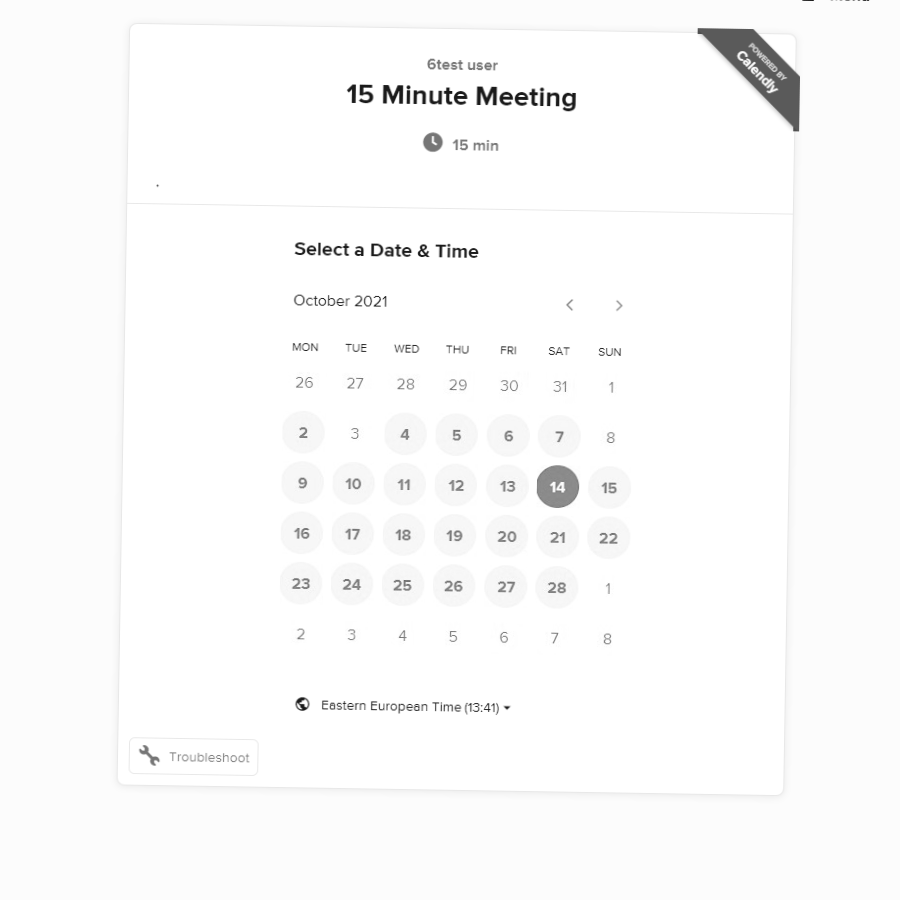 6test user
15 Minute Meeting
15 min
POWERED BY
Calendly
.
Select a Date & Time
October 2021
MON TUE WED THU FRI SAT SUN
26 27 28 29 30 31 1
2 3 4 5 6 7 8
9 10 11 12 13 14 15
16 17 18 19 20 21 22
23 24 25 26 27 28 1
2 3 4 5 6 7 8
Eastern European Time (13:41)
Troubleshoot